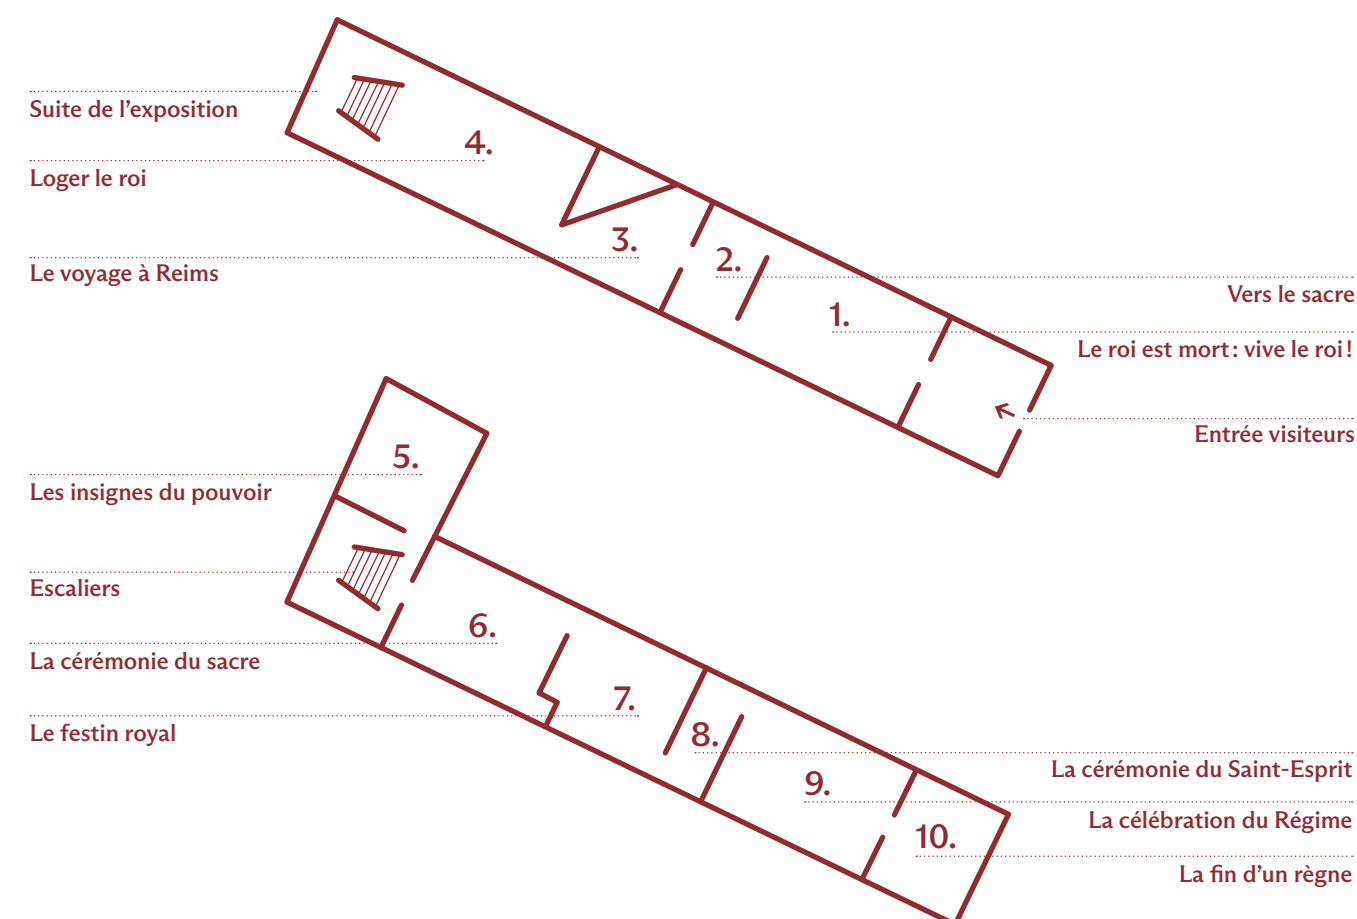 Suite de l’exposition
4.
Loger le roi
3.
Le voyage à Reims
2.
Vers le sacre
1.
Le roi est mort : vive le roi !
Entrée visiteurs
5.
Les insignes du pouvoir
Escaliers
6.
La cérémonie du sacre
7.
Le festin royal
8.
La cérémonie du Saint-Esprit
9.
La célébration du Régime
10.
La fin d’un règne